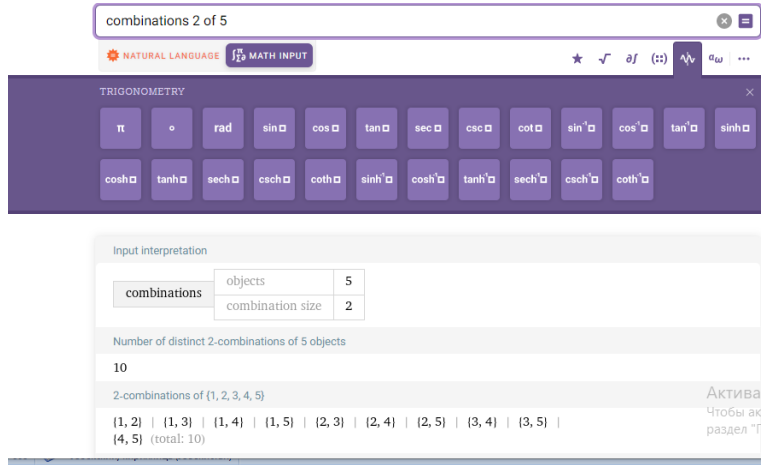 combinations 2 of 5
NATURAL LANGUAGE MATH INPUT
TRIGONOMETRY
π ° rad sin cos tan sec csc cot sin⁻¹ cos⁻¹ tan⁻¹ sinh
cosh tanh sech csch coth sinh⁻¹ cosh⁻¹ tanh⁻¹ sech⁻¹ csch⁻¹ coth⁻¹
Input interpretation
combinations
objects 5
combination size 2
Number of distinct 2-combinations of 5 objects
10
2-combinations of {1, 2, 3, 4, 5}
{1, 2} | {1, 3} | {1, 4} | {1, 5} | {2, 3} | {2, 4} | {2, 5} | {3, 4} | {3, 5} |
{4, 5} (total: 10)
Актива
Чтобы ак
раздел "П